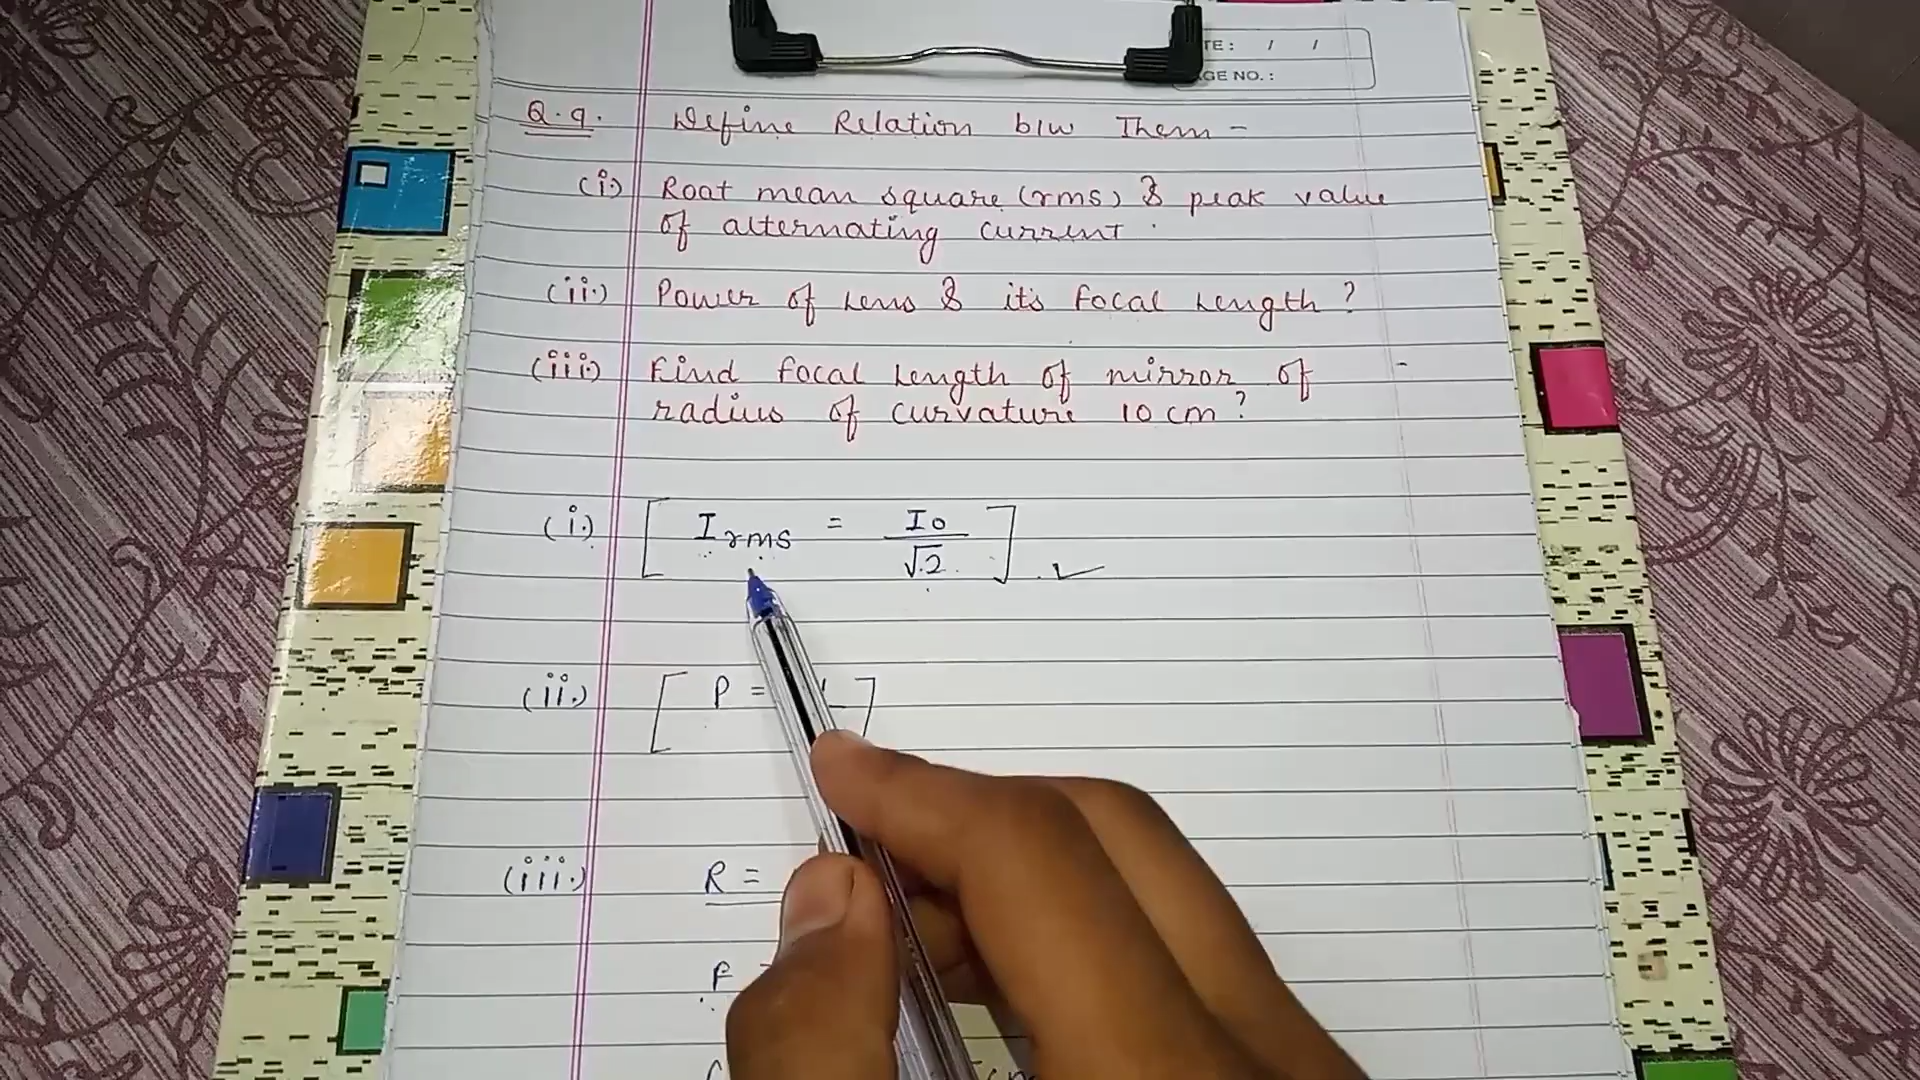 TE: / /
GE NO.:
Q.9. Define Relation b/w Them -
(i.) Root mean square (rms) & peak value
of alternating current.
(ii.) Power of Lens & it's Focal Length ?
(iii.) Find Focal Length of mirror of
radius of curvature 10 cm ?
(i.) [ Irms = I0/√2 ] ✓
(ii.) [ P = 
(iii.) R =
f